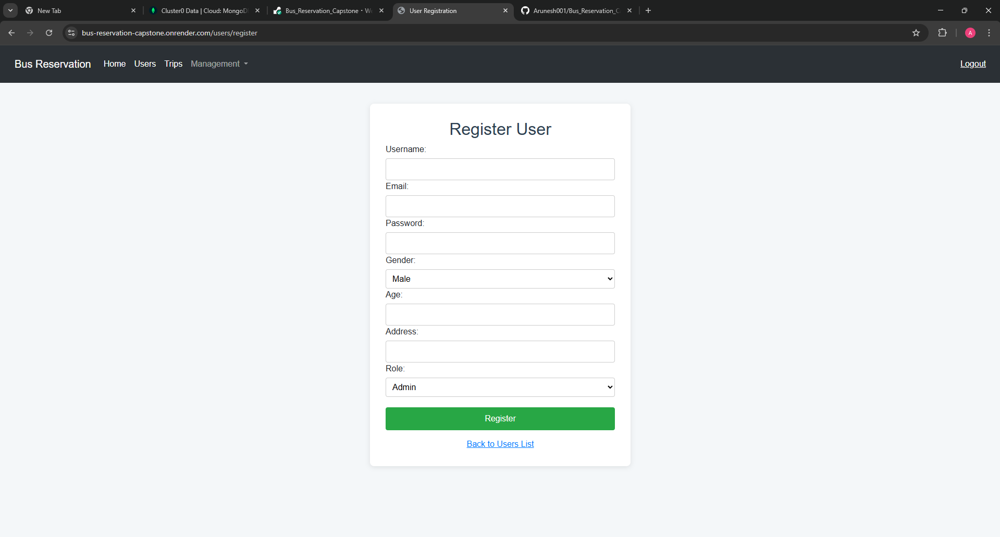 New Tab
Cluster0 Data | Cloud: MongoD
Bus_Reservation_Capstone · We
User Registration
Arunesh001/Bus_Reservation_C
bus-reservation-capstone.onrender.com/users/register
A
Bus Reservation Home Users Trips Management
Logout
Register User
Username:
Email:
Password:
Gender:
Male
Age:
Address:
Role:
Admin
Register
Back to Users List